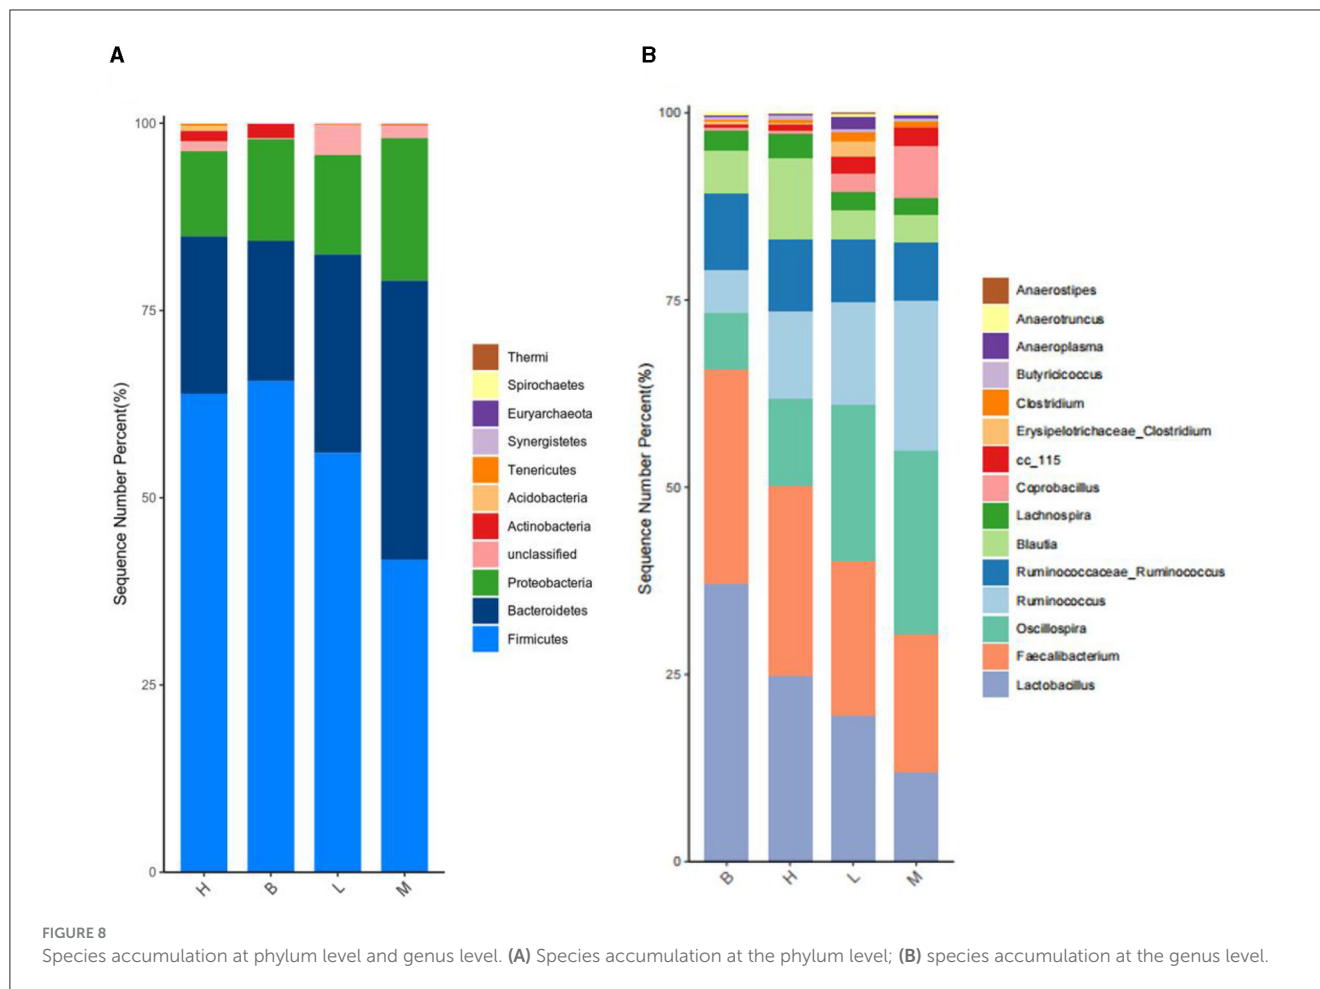 A
Sequence Number Percent(%)
100
75
50
25
0
H
B
L
M
Thermi
Spirochaetes
Euryarchaeota
Synergistetes
Tenericutes
Acidobacteria
Actinobacteria
unclassified
Proteobacteria
Bacteroidetes
Firmicutes
B
Sequence Number Percent(%)
100
75
50
25
0
B
H
L
M
Anaerostipes
Anaerotruncus
Anaeroplasma
Butyricicoccus
Clostridium
Erysipelotrichaceae_Clostridium
cc_115
Coprobacillus
Lachnospira
Blautia
Ruminococcaceae_Ruminococcus
Ruminococcus
Oscillospira
Faecalibacterium
Lactobacillus
FIGURE 8
Species accumulation at phylum level and genus level. (A) Species accumulation at the phylum level; (B) species accumulation at the genus level.